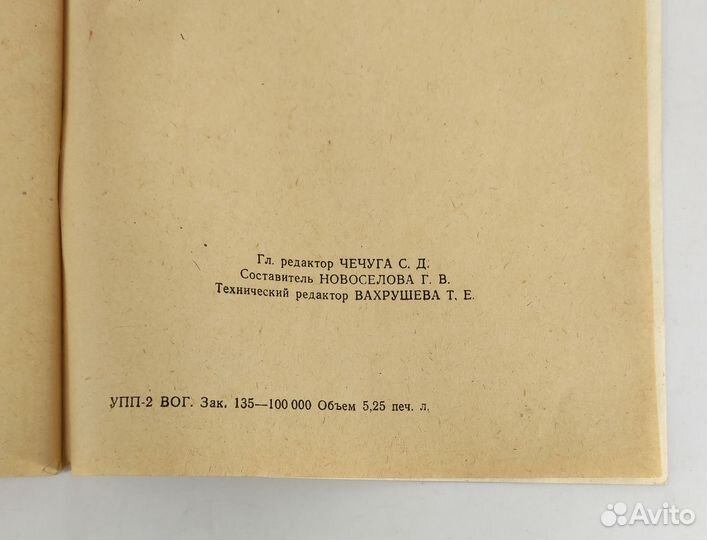 Гл. редактор ЧЕЧУГА С. Д.
Составитель НОВОСЕЛОВА Г. В.
Технический редактор ВАХРУШЕВА Т. Е.
УПП-2 ВОГ. Зак. 135—100 000 Объем 5,25 печ. л.
Avito